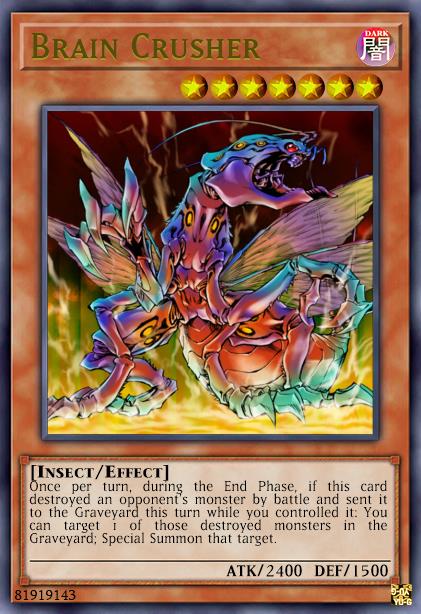 Brain Crusher
DARK
闇
[Insect/Effect]
Once per turn, during the End Phase, if this card
destroyed an opponent's monster by battle and sent it
to the Graveyard this turn while you controlled it: You
can target 1 of those destroyed monsters in the
Graveyard; Special Summon that target.
ATK/2400 DEF/1500
81919143